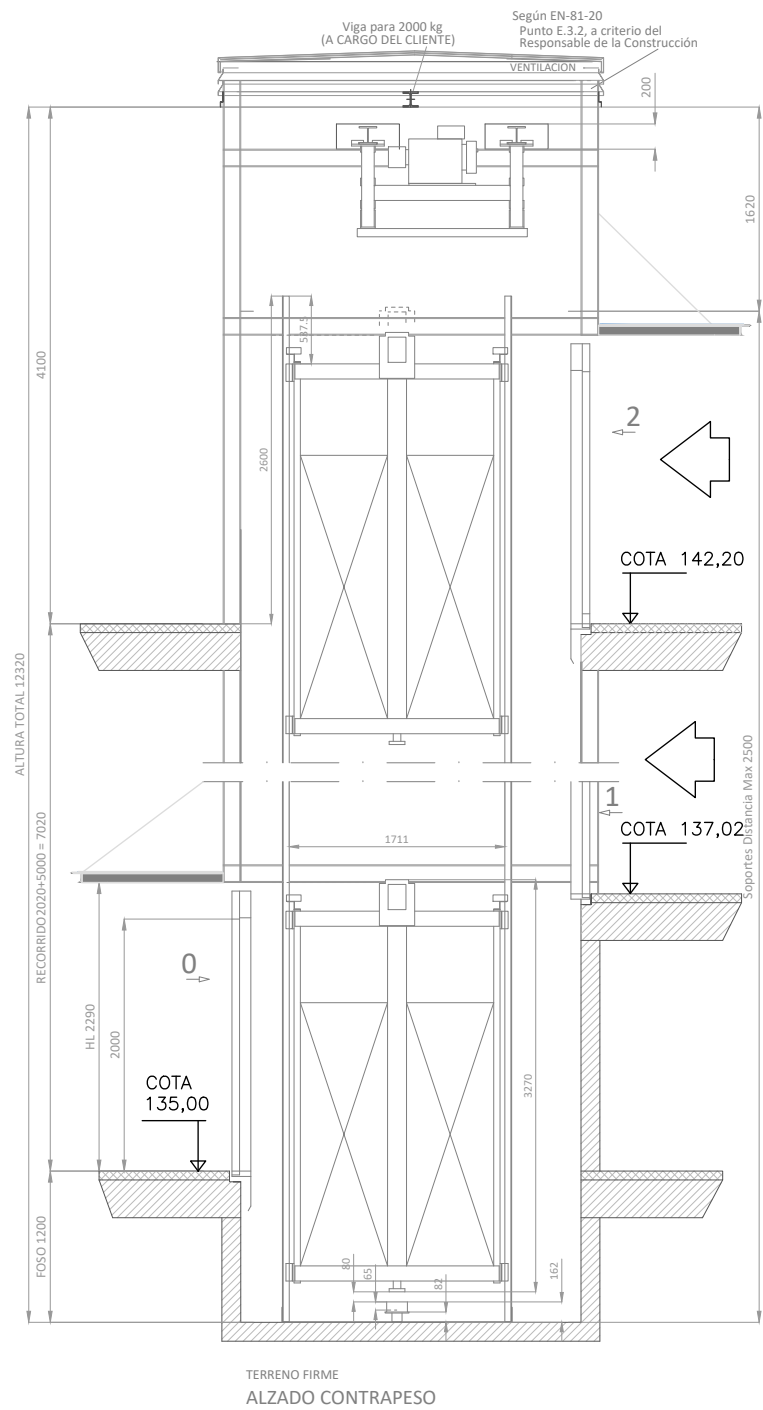 Según EN-81-20
Punto E.3.2, a criterio del
Responsable de la Construcción
Viga para 2000 kg
(A CARGO DEL CLIENTE)
VENTILACION
200
1620
4100
587.5
2600
2
COTA 142,20
ALTURA TOTAL 12320
RECORRIDO2020+5000 = 7020
1
1711
COTA 137,02
Soportes Distancia Max 2500
0
HL 2290
2000
3270
COTA
135,00
FOSO 1200
80
65
82
162
TERRENO FIRME
ALZADO CONTRAPESO